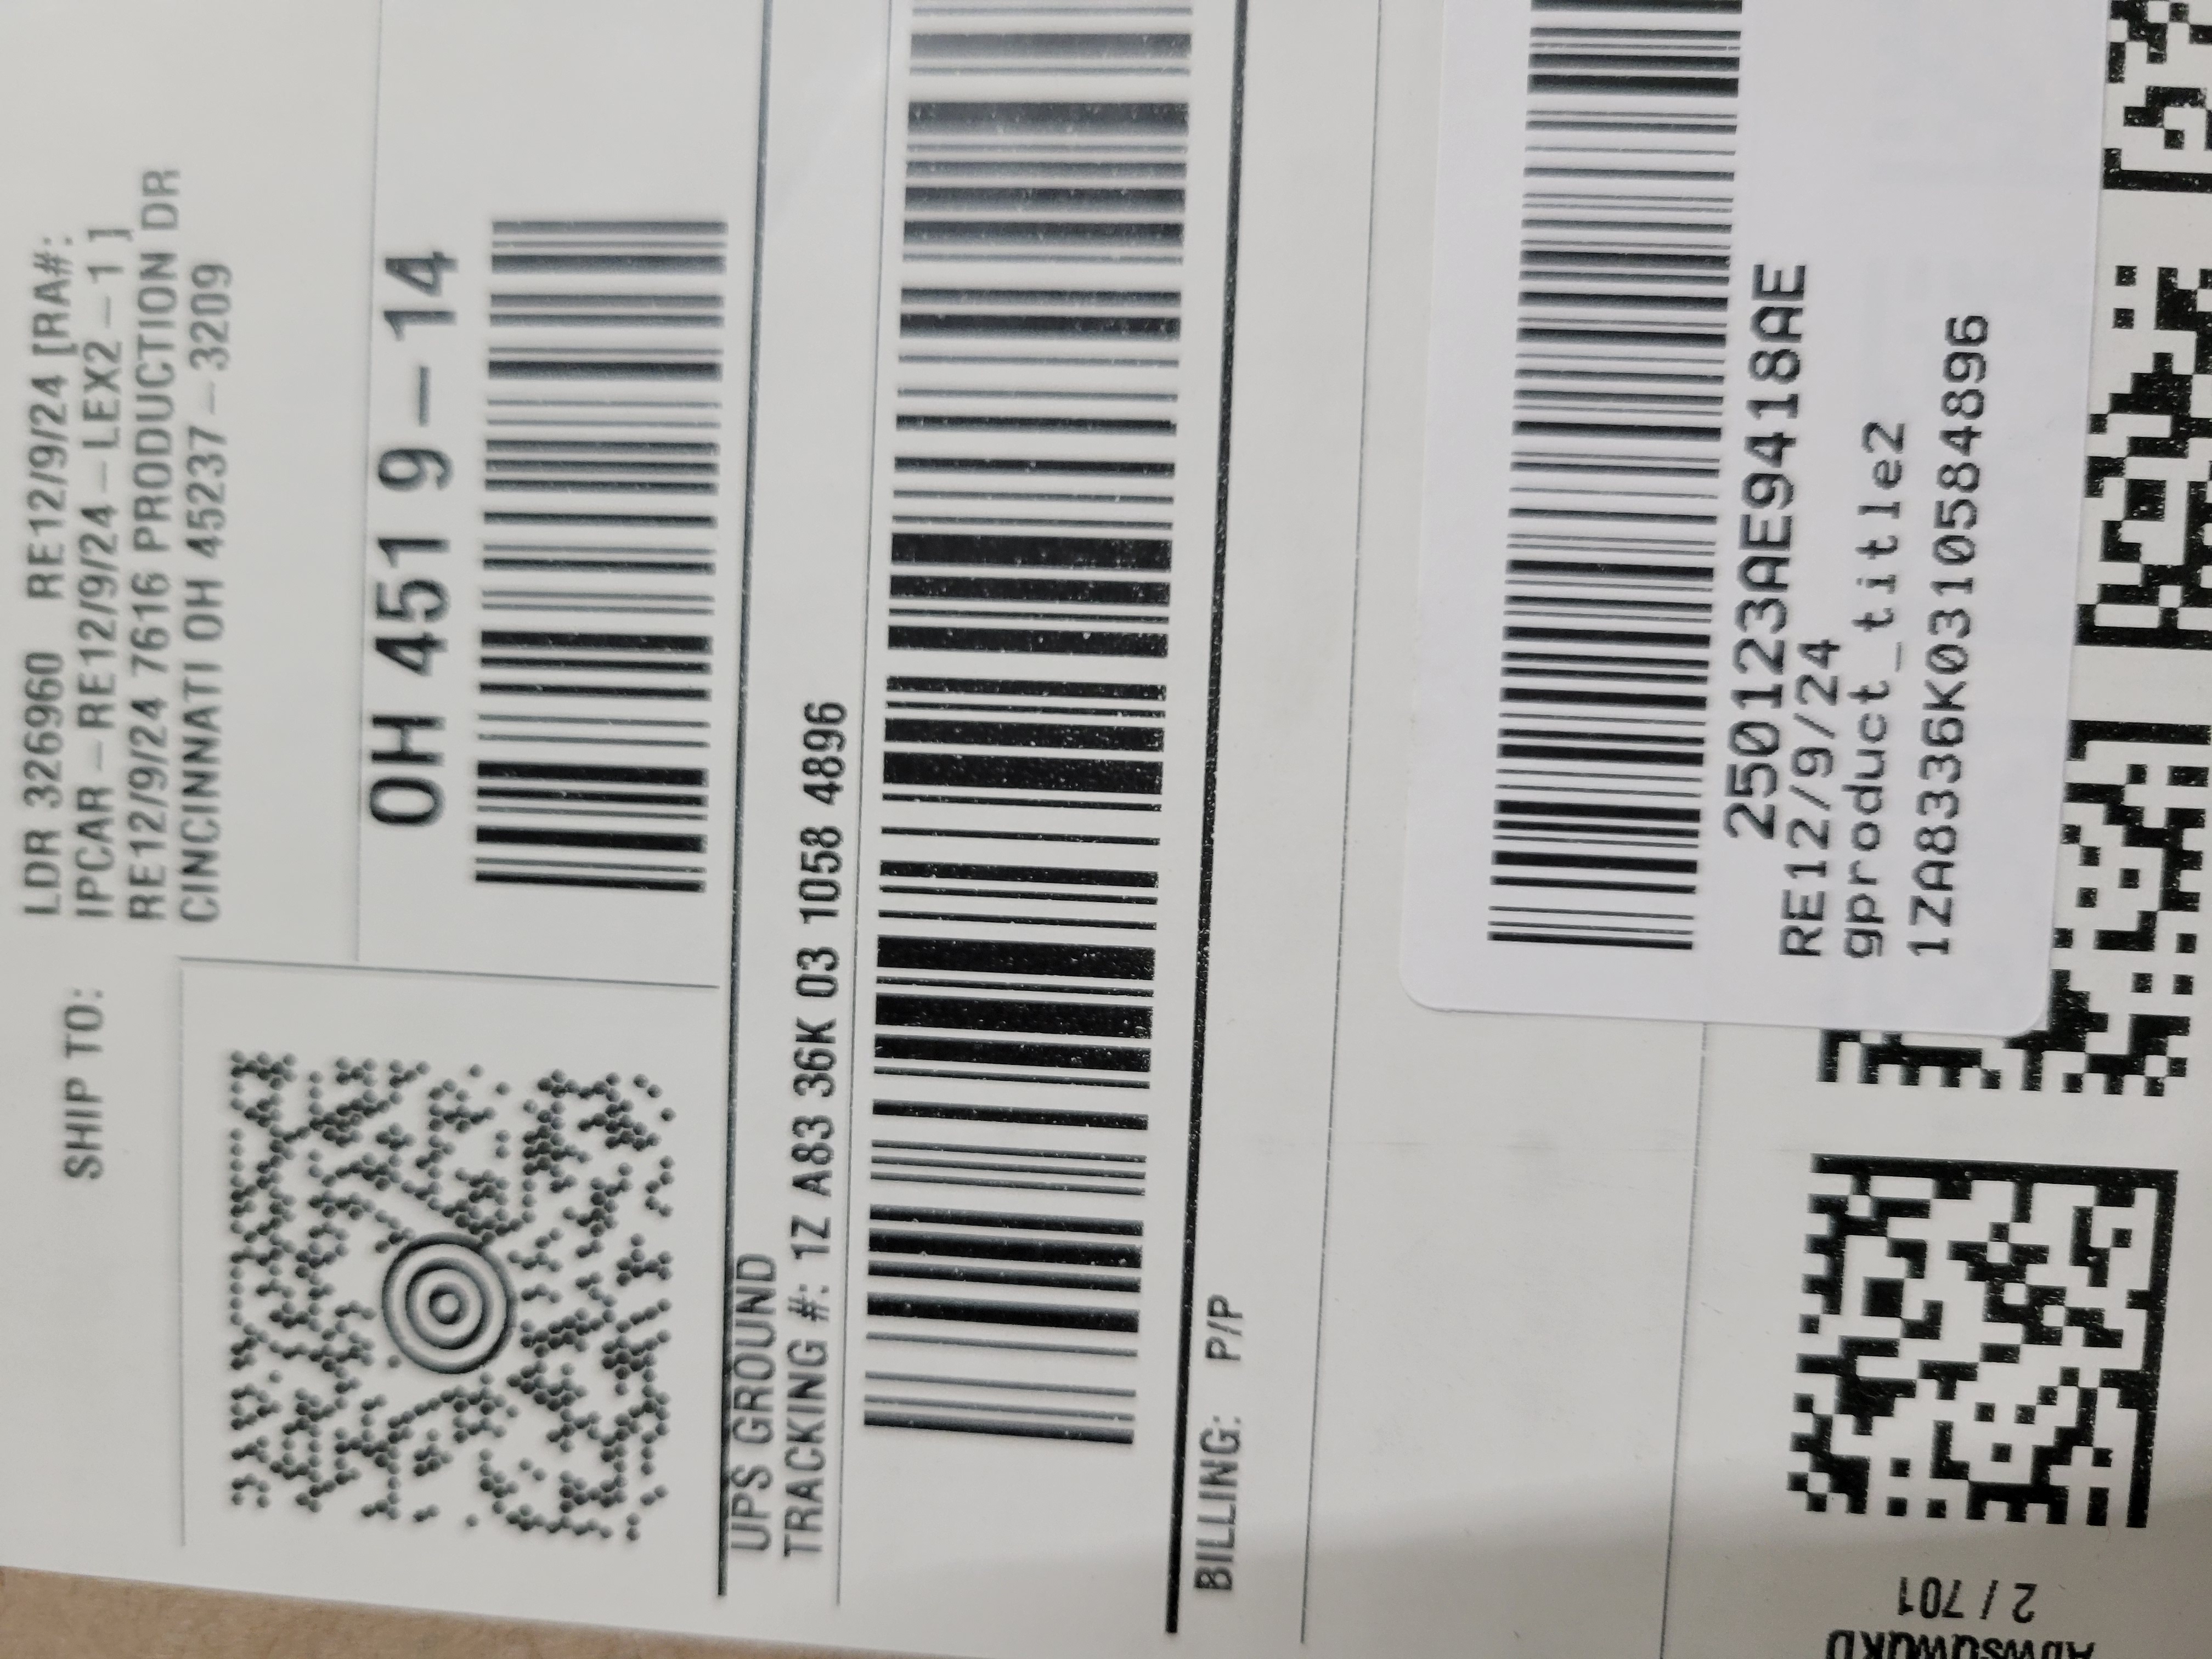 LDR 326960 RE12/9/24 [RA#:
SHIP TO: IPCAR-RE12/9/24-LEX2-1]
RE12/9/24 7616 PRODUCTION DR
CINCINNATI OH 45237-3209
OH 451 9-14
UPS GROUND
TRACKING #: 1Z A83 36K 03 1058 4896
BILLING: P/P
250123AE9418AE
RE12/9/24
gproduct_title2
1ZA8336K0310584896
2 / 701